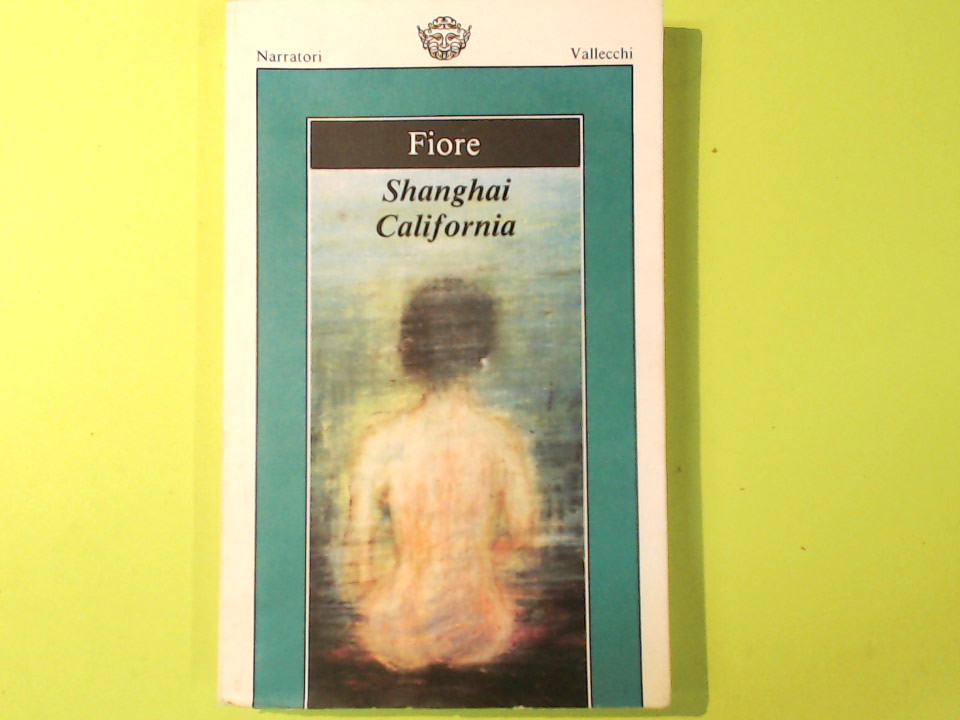 Narratori
Vallecchi
Fiore
Shanghai
California